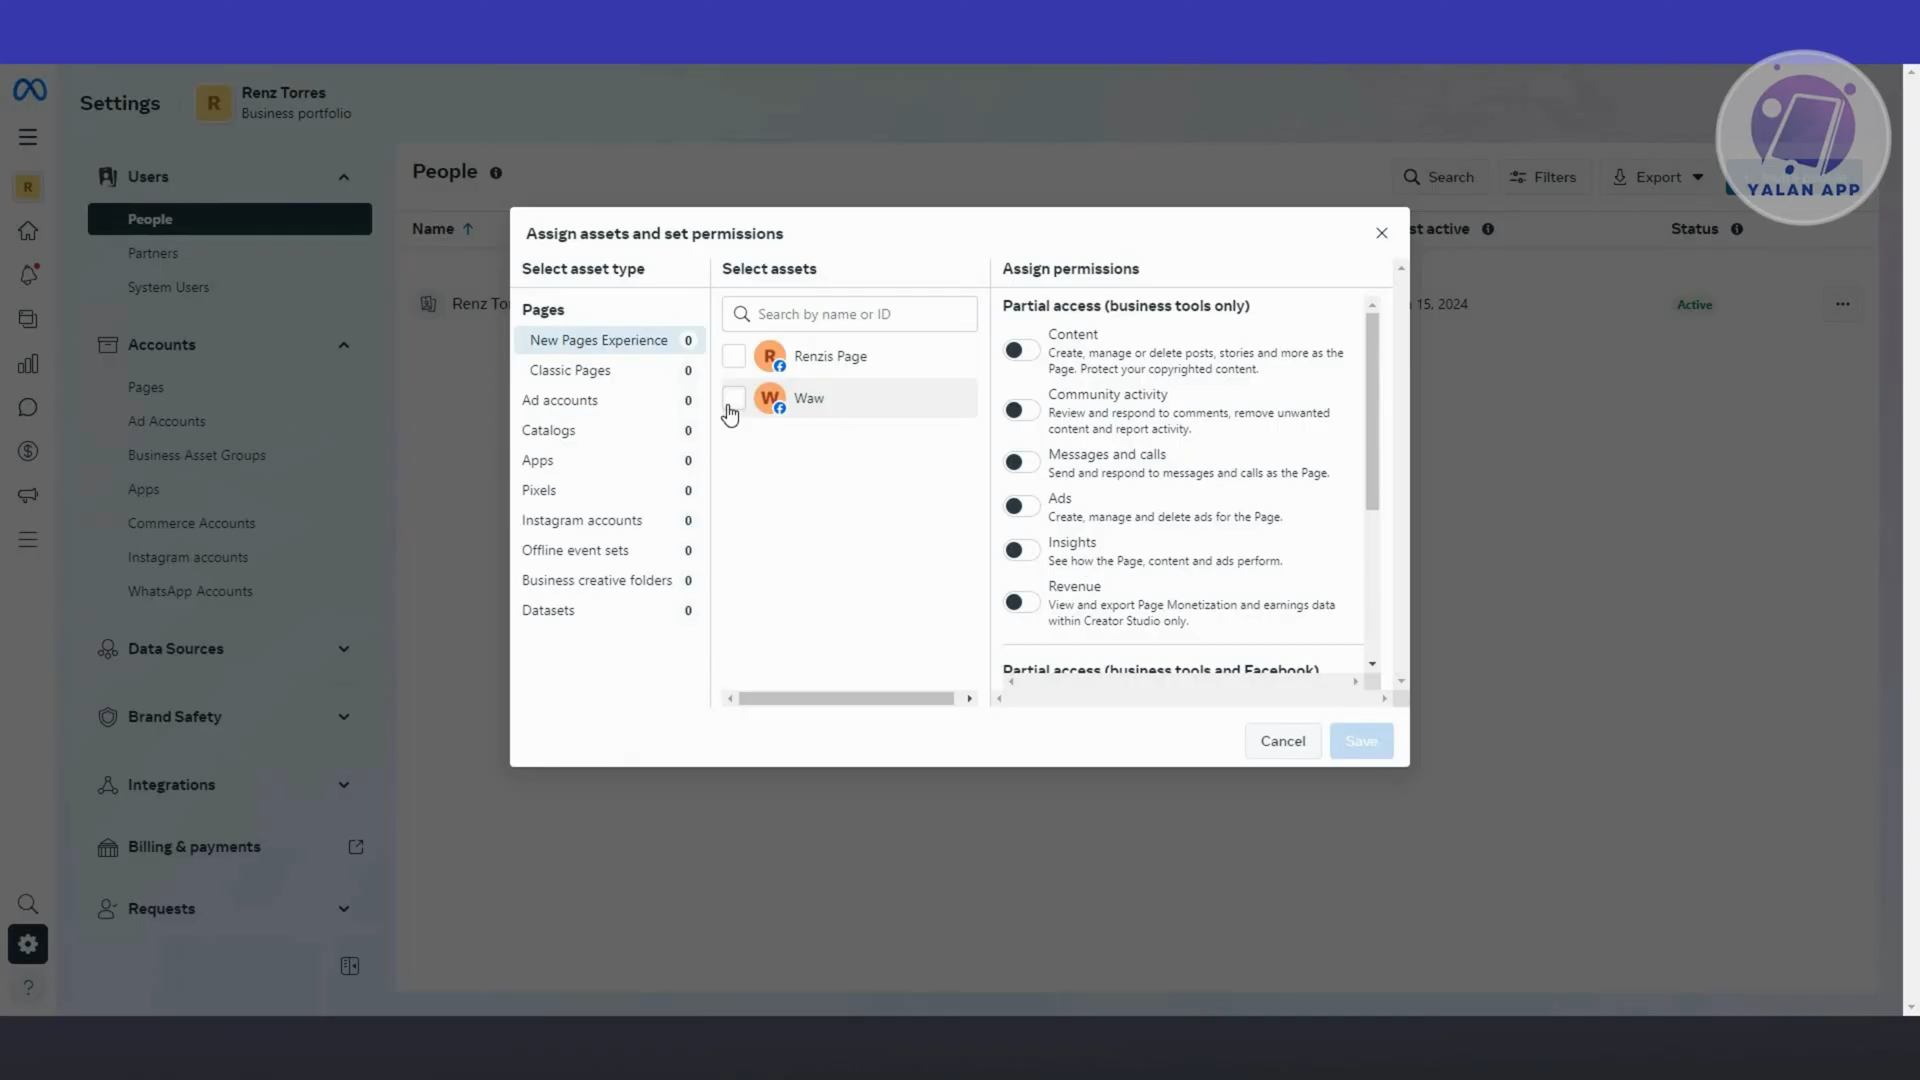 Settings
R
Renz Torres
Business portfolio
YALAN APP
R
Users
People
Partners
System Users
Accounts
Pages
Ad Accounts
Business Asset Groups
Apps
Commerce Accounts
Instagram accounts
WhatsApp Accounts
Data Sources
Brand Safety
Integrations
Billing & payments
Requests
?
People
Search
Filters
Export
Name
st active
Status
Renz To
15, 2024
Active
Assign assets and set permissions
Select asset type
Pages
New Pages Experience 0
Classic Pages 0
Ad accounts 0
Catalogs 0
Apps 0
Pixels 0
Instagram accounts 0
Offline event sets 0
Business creative folders 0
Datasets 0
Select assets
Search by name or ID
R Renzis Page
W Waw
Assign permissions
Partial access (business tools only)
Content
Create, manage or delete posts, stories and more as the
Page. Protect your copyrighted content.
Community activity
Review and respond to comments, remove unwanted
content and report activity.
Messages and calls
Send and respond to messages and calls as the Page.
Ads
Create, manage and delete ads for the Page.
Insights
See how the Page, content and ads perform.
Revenue
View and export Page Monetization and earnings data
within Creator Studio only.
Partial access (business tools and Facebook)
Cancel
Save